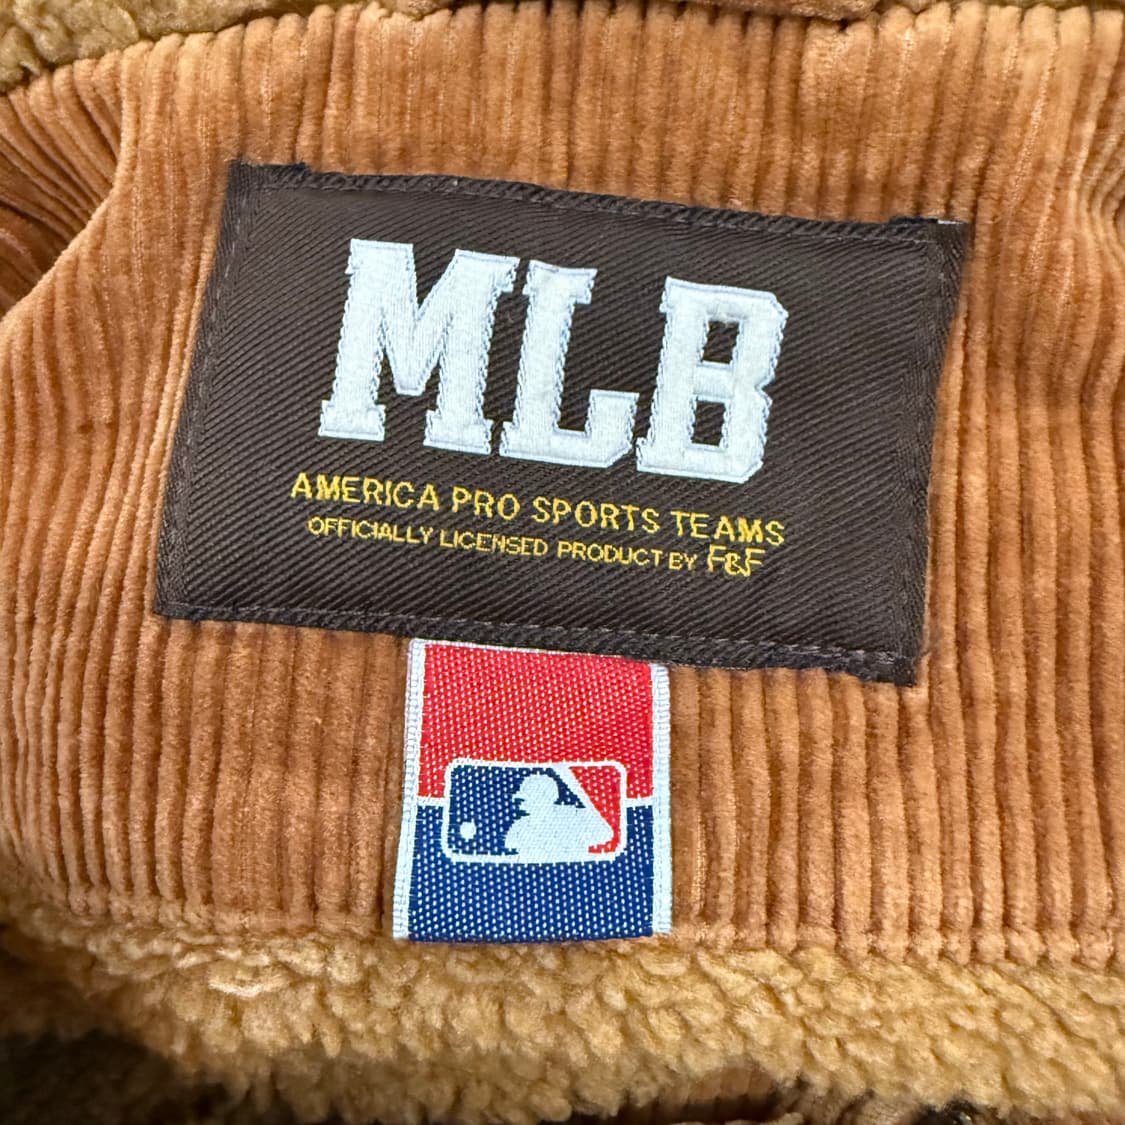 MLB
AMERICA PRO SPORTS TEAMS
OFFICIALLY LICENSED PRODUCT BY F&F